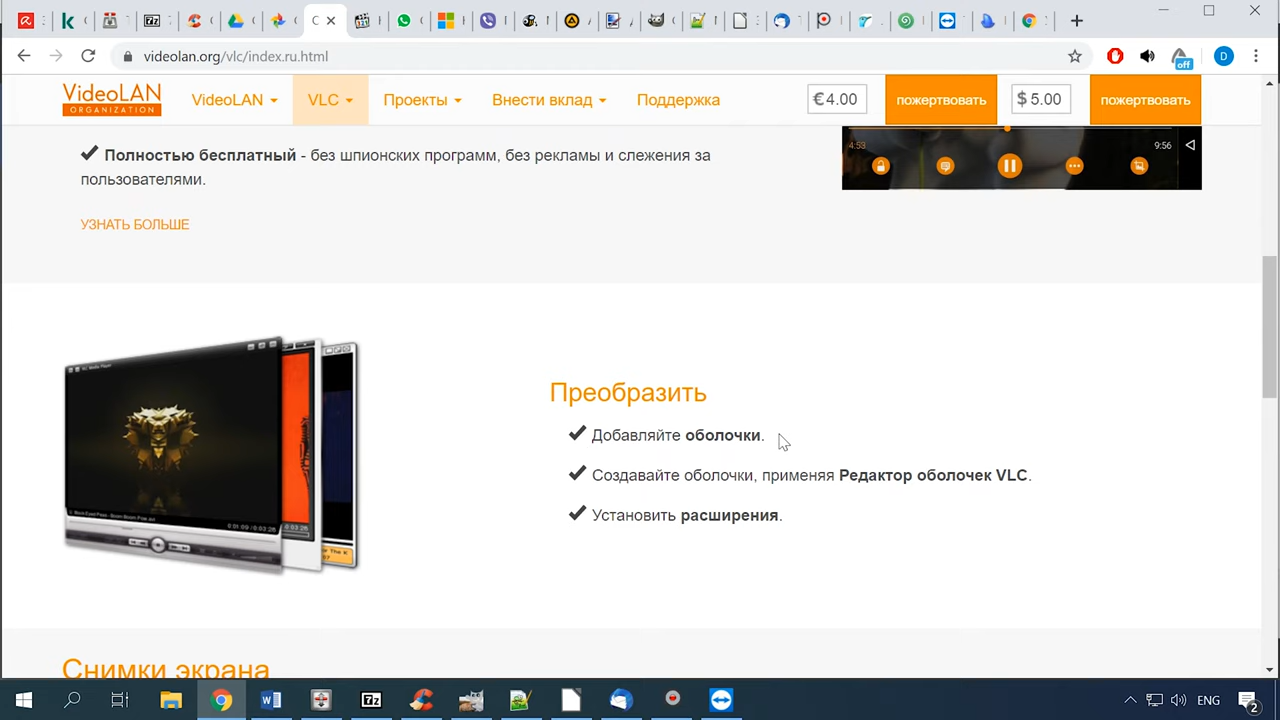 videolan.org/vlc/index.ru.html
off
D
VideoLAN
ORGANIZATION
VideoLAN
VLC
Проекты
Внести вклад
Поддержка
€ 4.00
пожертвовать
$ 5.00
пожертвовать
Полностью бесплатный - без шпионских программ, без рекламы и слежения за
пользователями.
4:53
9:56
УЗНАТЬ БОЛЬШЕ
Преобразить
Добавляйте оболочки.
Создавайте оболочки, применяя Редактор оболочек VLC.
Установить расширения.
Снимки экрана
ENG
2